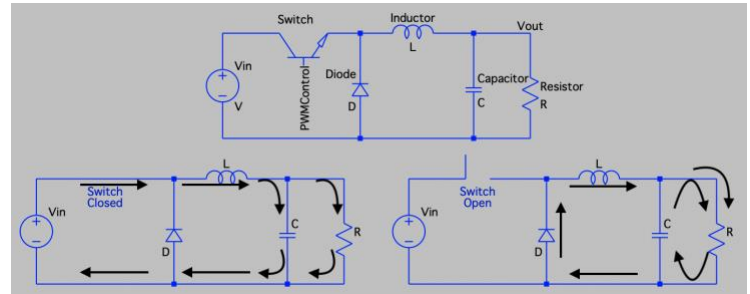 Switch
Inductor
L
Vout
Vin
V
PWMControl
Diode
D
Capacitor
C
Resistor
R
Switch
Closed
L
Vin
D
C
R
Switch
Open
L
Vin
D
C
R